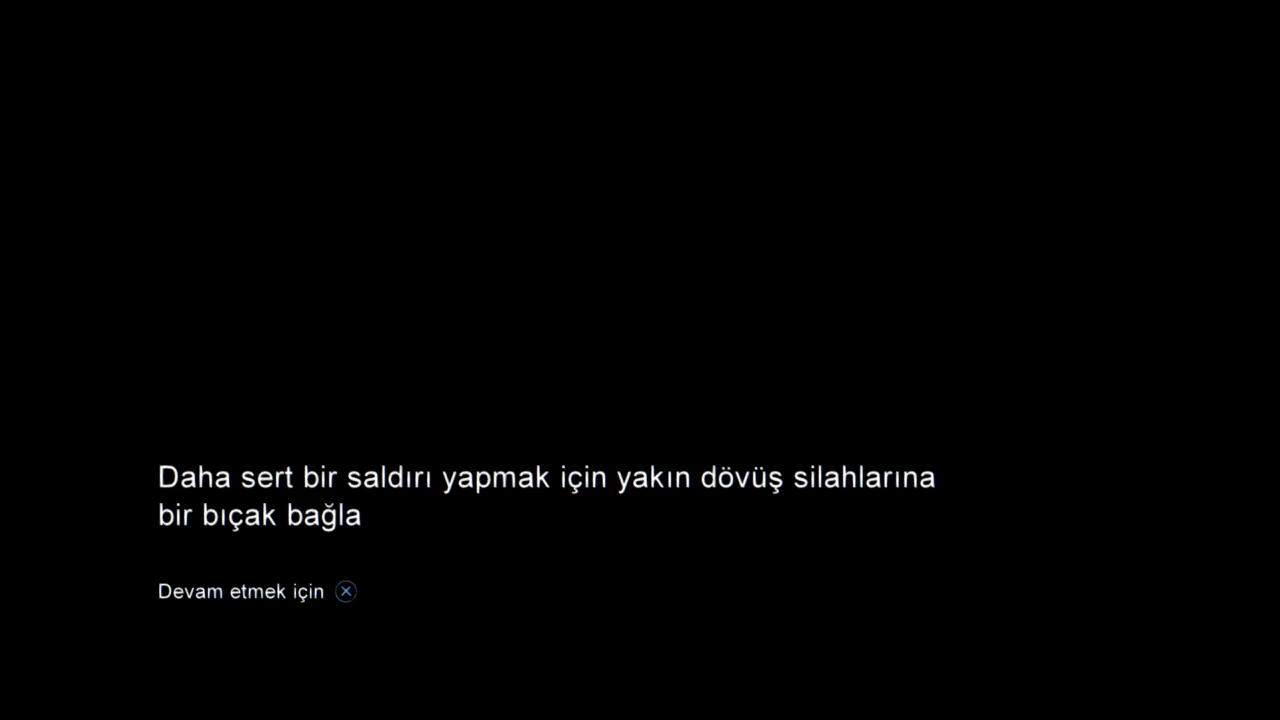 Daha sert bir saldırı yapmak için yakın dövüş silahlarına
bir bıçak bağla
Devam etmek için